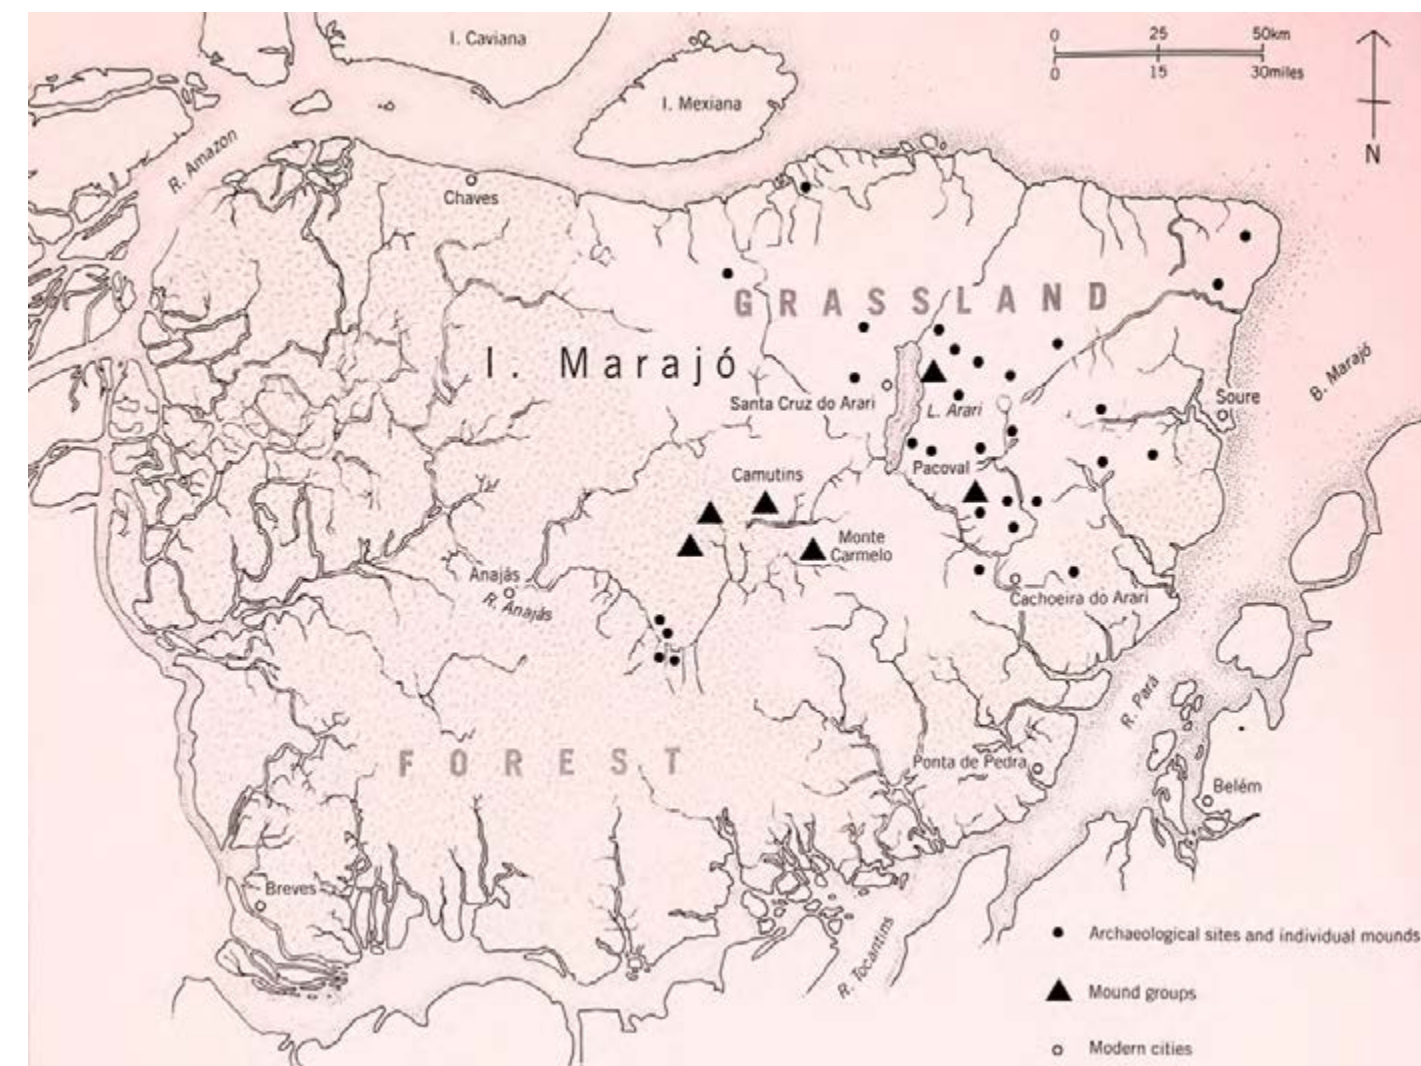 I. Caviana
0 25 50km
0 15 30miles
N
I. Mexiana
R. Amazon
Chaves
GRASSLAND
I. Marajó
B. Marajó
Santa Cruz do Arari
L. Arari
Soure
Pacoval
Camutins
Monte
Carmelo
Anajás
R. Anajás
Cachoeira do Arari
R. Pará
FOREST
Ponta de Pedra
Belém
Breves
R. Tocantins
Archaeological sites and individual mounds
Mound groups
Modern cities